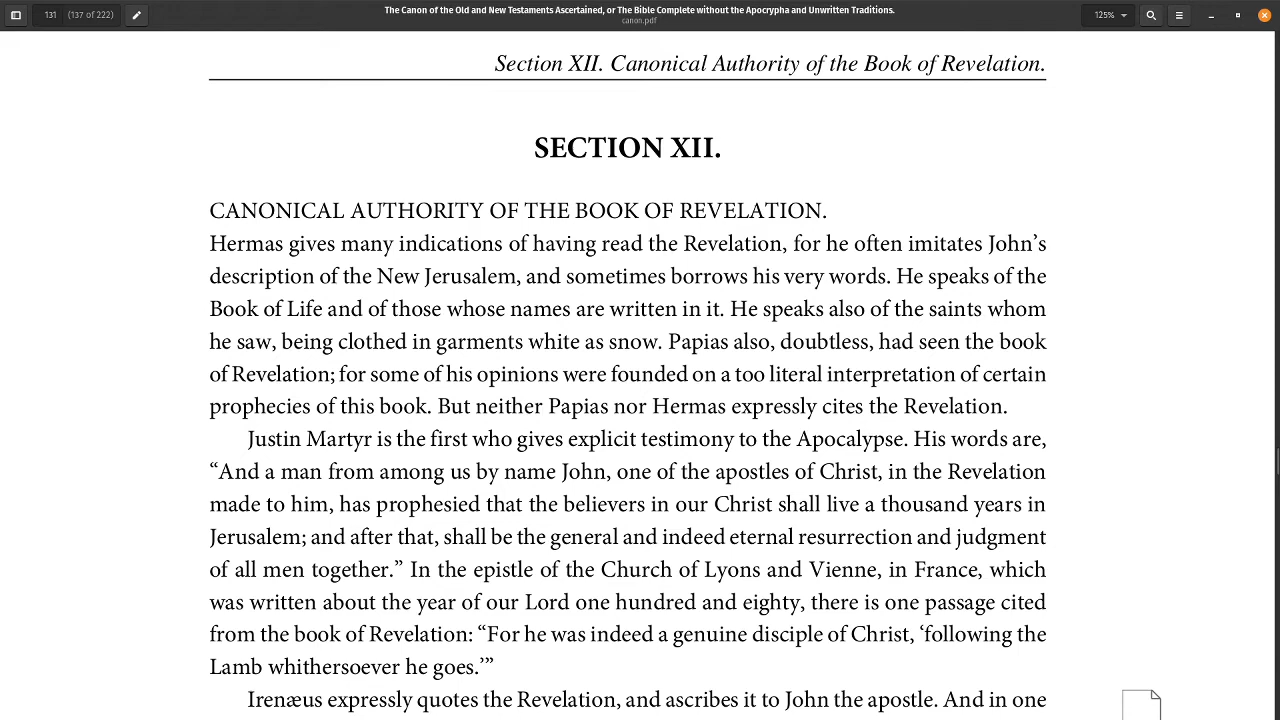 The Canon of the Old and New Testaments Ascertained, or The Bible Complete without the Apocrypha and Unwritten Traditions.
canon.pdf
131 (137 of 222)
125%
Section XII. Canonical Authority of the Book of Revelation.
SECTION XII.
CANONICAL AUTHORITY OF THE BOOK OF REVELATION.
Hermas gives many indications of having read the Revelation, for he often imitates John’s
description of the New Jerusalem, and sometimes borrows his very words. He speaks of the
Book of Life and of those whose names are written in it. He speaks also of the saints whom
he saw, being clothed in garments white as snow. Papias also, doubtless, had seen the book
of Revelation; for some of his opinions were founded on a too literal interpretation of certain
prophecies of this book. But neither Papias nor Hermas expressly cites the Revelation.
Justin Martyr is the first who gives explicit testimony to the Apocalypse. His words are,
“And a man from among us by name John, one of the apostles of Christ, in the Revelation
made to him, has prophesied that the believers in our Christ shall live a thousand years in
Jerusalem; and after that, shall be the general and indeed eternal resurrection and judgment
of all men together.” In the epistle of the Church of Lyons and Vienne, in France, which
was written about the year of our Lord one hundred and eighty, there is one passage cited
from the book of Revelation: “For he was indeed a genuine disciple of Christ, ‘following the
Lamb whithersoever he goes.’”
Irenæus expressly quotes the Revelation, and ascribes it to John the apostle. And in one